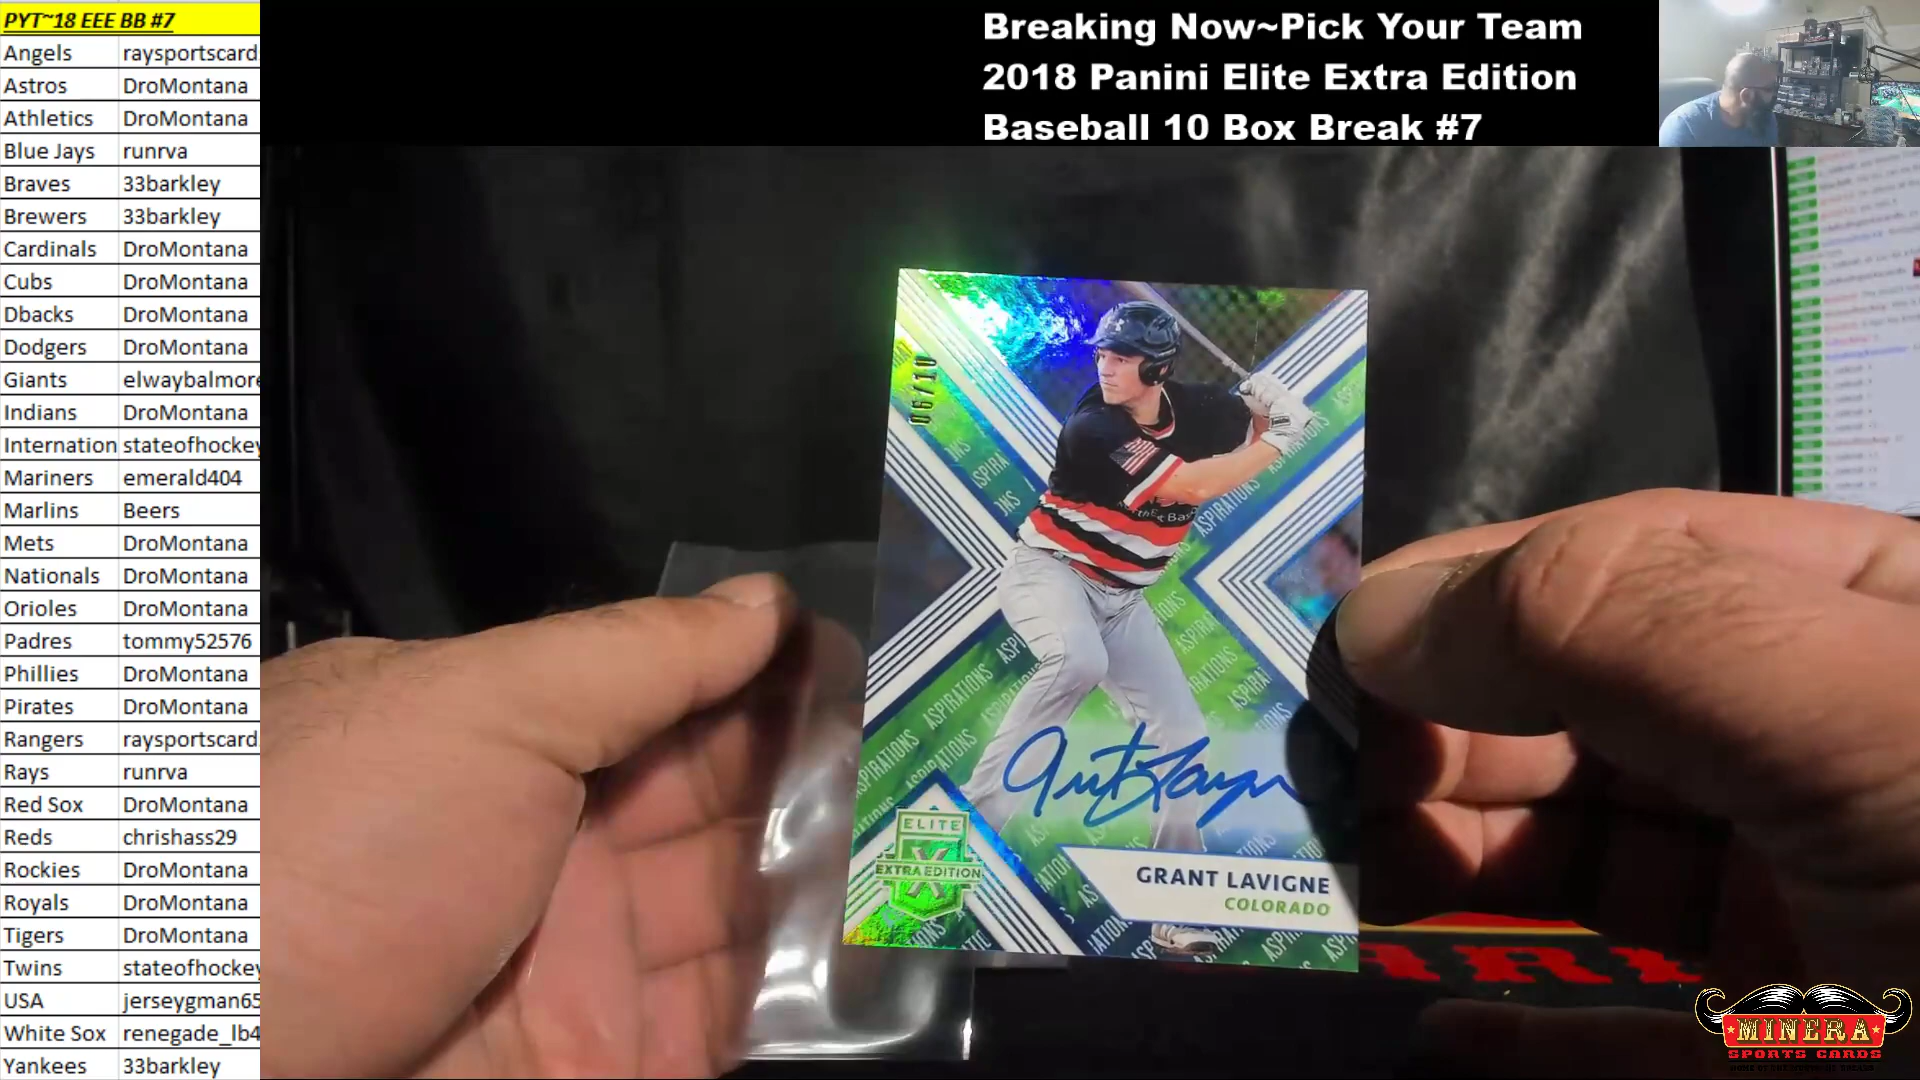 PYT~18 EEE BB #7
Angels raysportscard
Astros DroMontana
Athletics DroMontana
Blue Jays runrva
Braves 33barkley
Brewers 33barkley
Cardinals DroMontana
Cubs DroMontana
Dbacks DroMontana
Dodgers DroMontana
Giants elwaybalmore
Indians DroMontana
Internation stateofhockey
Mariners emerald404
Marlins Beers
Mets DroMontana
Nationals DroMontana
Orioles DroMontana
Padres tommy52576
Phillies DroMontana
Pirates DroMontana
Rangers raysportscard
Rays runrva
Red Sox DroMontana
Reds chrishass29
Rockies DroMontana
Royals DroMontana
Tigers DroMontana
Twins stateofhockey
USA jerseygman65
White Sox renegade_lb4
Yankees 33barkley
Breaking Now~Pick Your Team
2018 Panini Elite Extra Edition
Baseball 10 Box Break #7
06/10
ASPIRATIONS
ASPIRATIONS
ASPIRATIONS
ASPIRATIONS
ELITE
X
EXTRA EDITION
GRANT LAVIGNE
COLORADO
MINERA
SPORTS CARDS